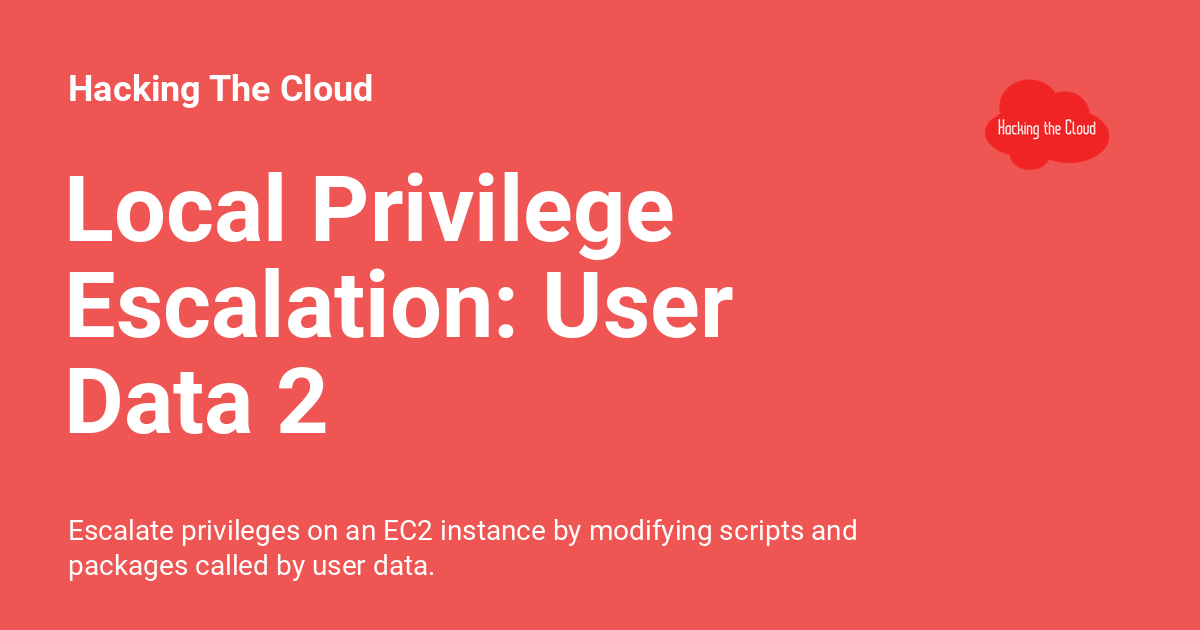 Hacking The Cloud
Hacking the Cloud
Local Privilege
Escalation: User
Data 2
Escalate privileges on an EC2 instance by modifying scripts and
packages called by user data.